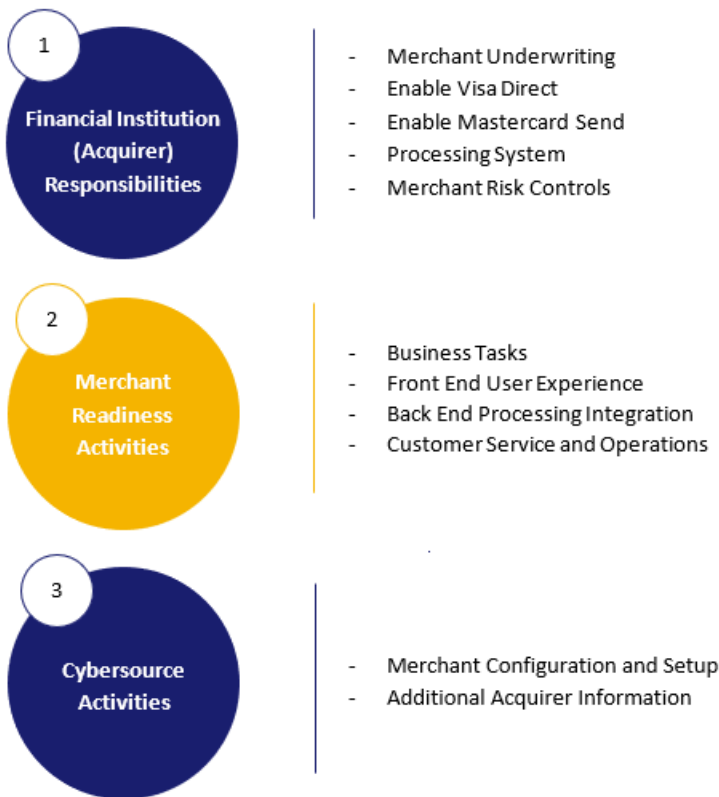 1
Financial Institution
(Acquirer)
Responsibilities
- Merchant Underwriting
- Enable Visa Direct
- Enable Mastercard Send
- Processing System
- Merchant Risk Controls
2
Merchant
Readiness
Activities
- Business Tasks
- Front End User Experience
- Back End Processing Integration
- Customer Service and Operations
3
Cybersource
Activities
- Merchant Configuration and Setup
- Additional Acquirer Information